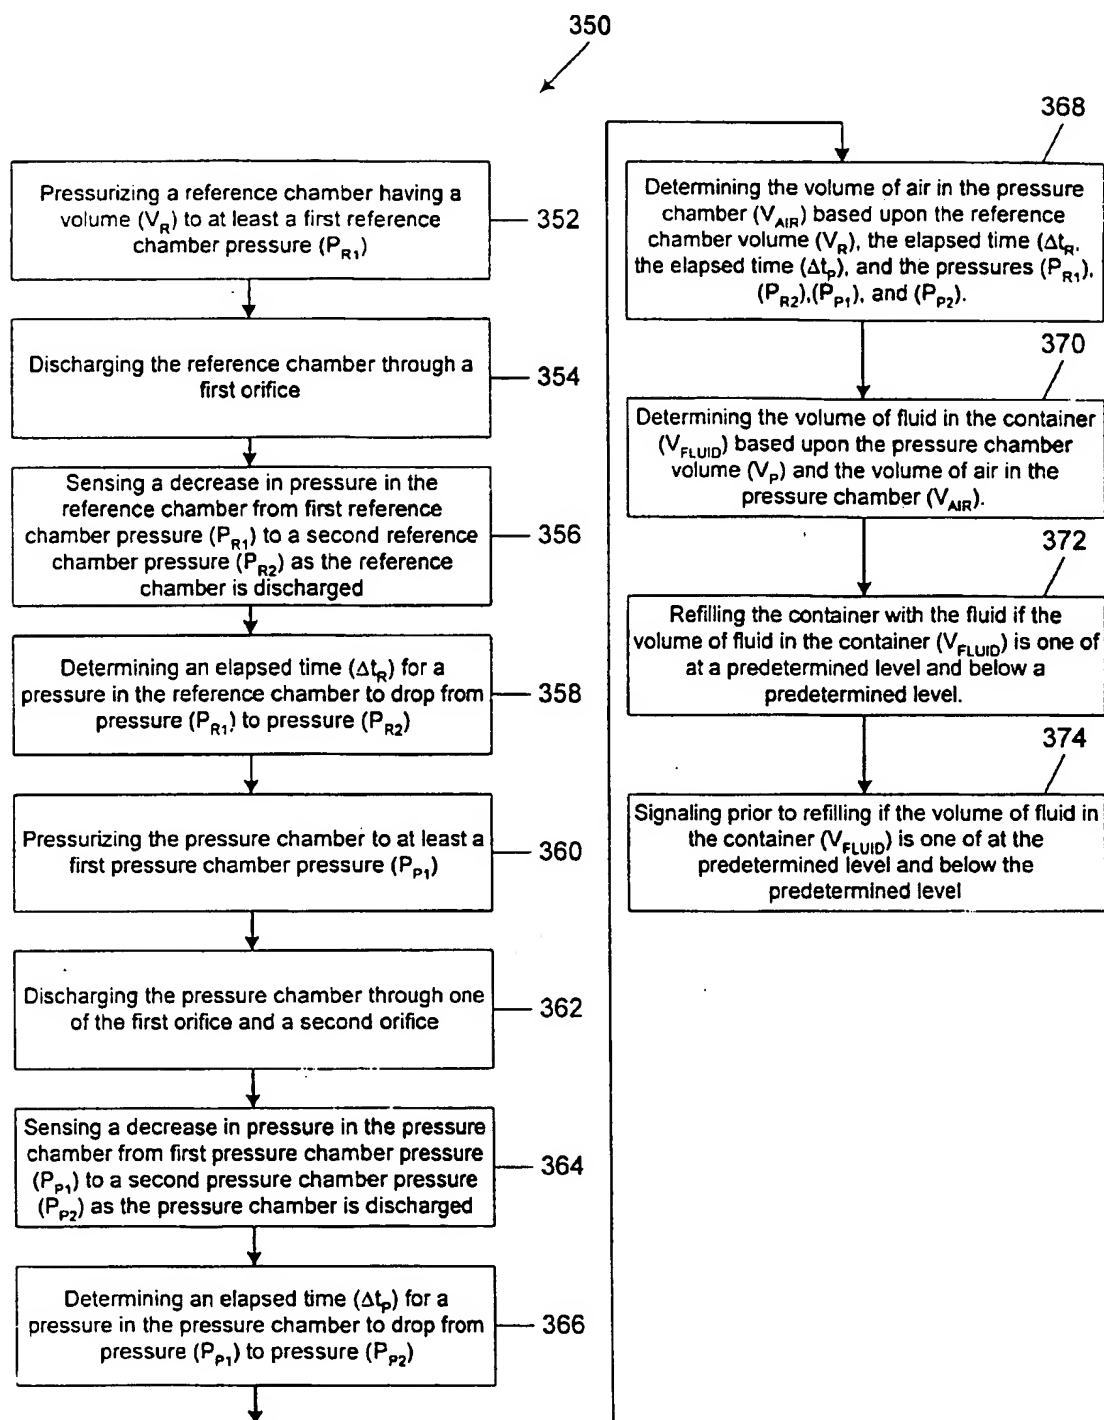 350
Pressurizing a reference chamber having a
volume (V_R) to at least a first reference
chamber pressure (P_R1)
352
Discharging the reference chamber through a
first orifice
354
Sensing a decrease in pressure in the
reference chamber from first reference
chamber pressure (P_R1) to a second reference
chamber pressure (P_R2) as the reference
chamber is discharged
356
Determining an elapsed time (Δt_R) for a
pressure in the reference chamber to drop from
pressure (P_R1) to pressure (P_R2)
358
Pressurizing the pressure chamber to at least a
first pressure chamber pressure (P_P1)
360
Discharging the pressure chamber through one
of the first orifice and a second orifice
362
Sensing a decrease in pressure in the pressure
chamber from first pressure chamber pressure
(P_P1) to a second pressure chamber pressure
(P_P2) as the pressure chamber is discharged
364
Determining an elapsed time (Δt_P) for a
pressure in the pressure chamber to drop from
pressure (P_P1) to pressure (P_P2)
366
368
Determining the volume of air in the pressure
chamber (V_AIR) based upon the reference
chamber volume (V_R), the elapsed time (Δt_R,
the elapsed time (Δt_P), and the pressures (P_R1),
(P_R2),(P_P1), and (P_P2).
370
Determining the volume of fluid in the container
(V_FLUID) based upon the pressure chamber
volume (V_P) and the volume of air in the
pressure chamber (V_AIR).
372
Refilling the container with the fluid if the
volume of fluid in the container (V_FLUID) is one of
at a predetermined level and below a
predetermined level.
374
Signaling prior to refilling if the volume of fluid in
the container (V_FLUID) is one of at the
predetermined level and below the
predetermined level